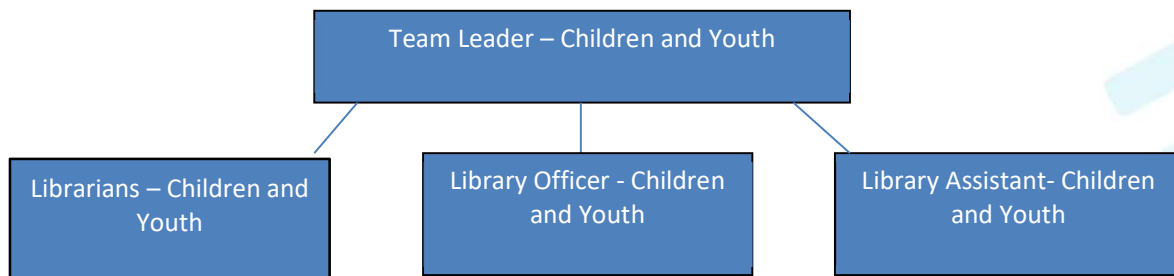 Team Leader – Children and Youth
Librarians – Children and
Youth
Library Officer - Children
and Youth
Library Assistant- Children
and Youth